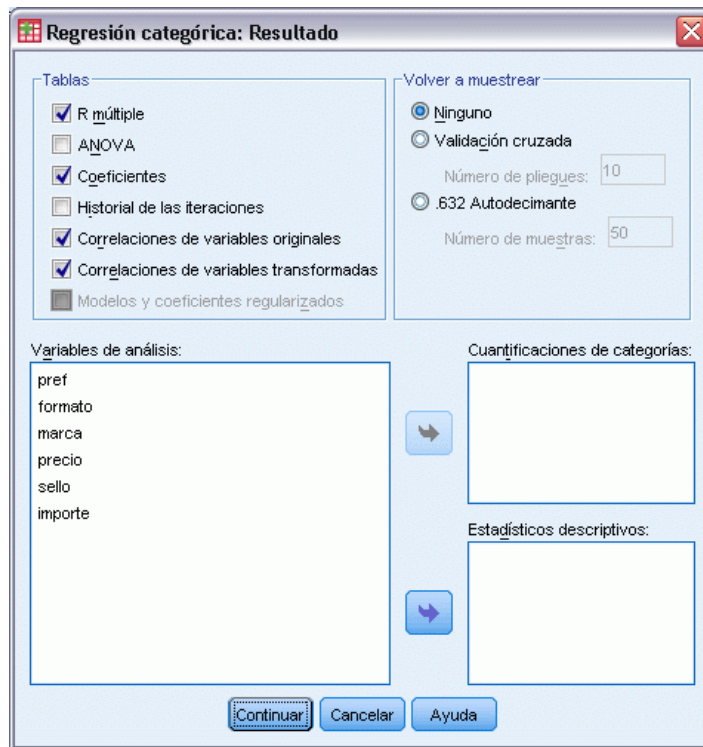 Regresión categórica: Resultado
Tablas
R múltiple
ANOVA
Coeficientes
Historial de las iteraciones
Correlaciones de variables originales
Correlaciones de variables transformadas
Modelos y coeficientes regularizados
Volver a muestrear
Ninguno
Validación cruzada
Número de pliegues: 10
.632 Autodecimante
Número de muestras: 50
Variables de análisis:
pref
formato
marca
precio
sello
importe
Cuantificaciones de categorías:
Estadísticos descriptivos:
Continuar Cancelar Ayuda